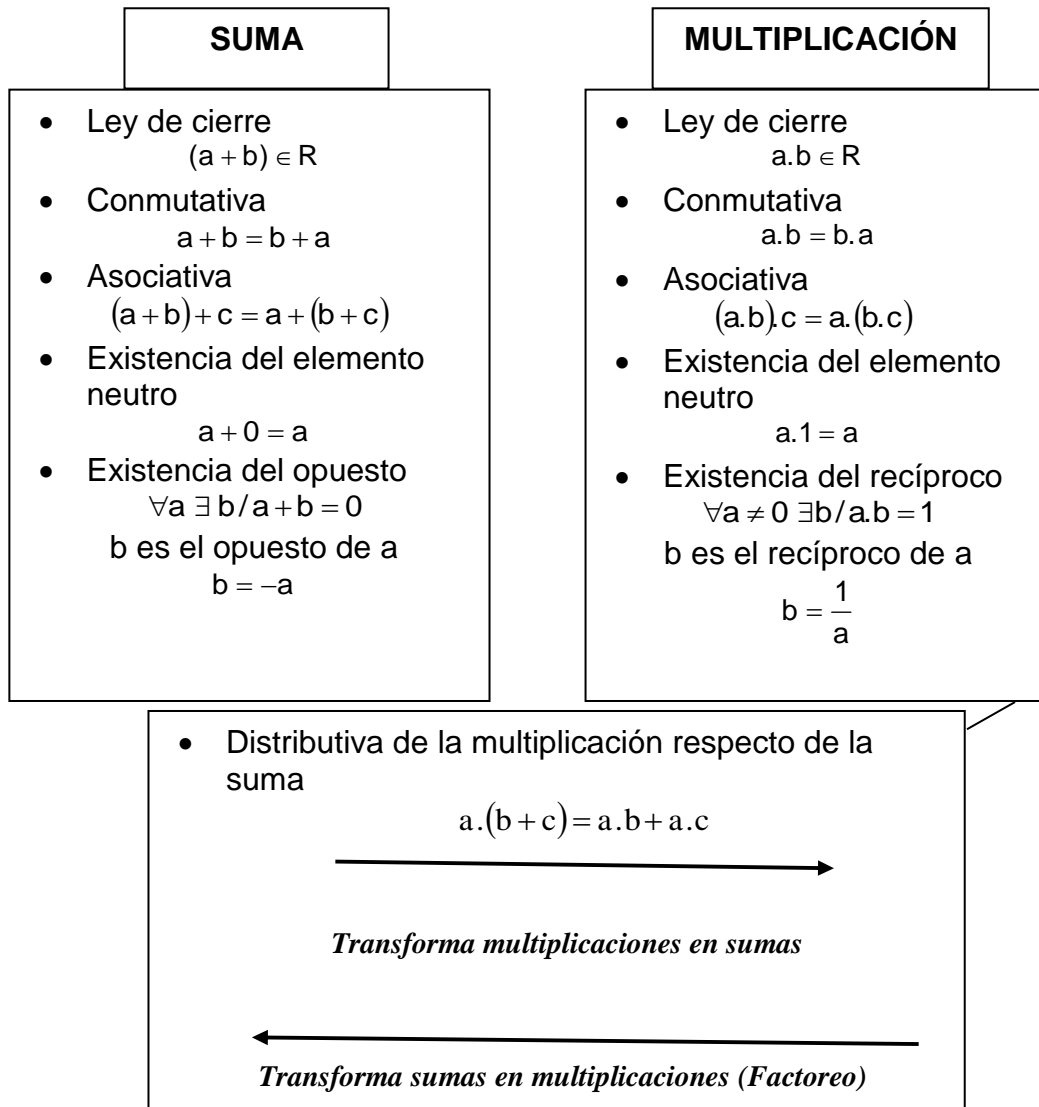 SUMA
• Ley de cierre
(a + b) ∈ R
• Conmutativa
a + b = b + a
• Asociativa
(a + b) + c = a + (b + c)
• Existencia del elemento
neutro
a + 0 = a
• Existencia del opuesto
∀a ∃ b / a + b = 0
b es el opuesto de a
b = −a
MULTIPLICACIÓN
• Ley de cierre
a.b ∈ R
• Conmutativa
a.b = b.a
• Asociativa
(a.b).c = a.(b.c)
• Existencia del elemento
neutro
a.1 = a
• Existencia del recíproco
∀a ≠ 0 ∃b / a.b = 1
b es el recíproco de a
b = 1/a
• Distributiva de la multiplicación respecto de la
suma
a.(b + c) = a.b + a.c
Transforma multiplicaciones en sumas
Transforma sumas en multiplicaciones (Factoreo)